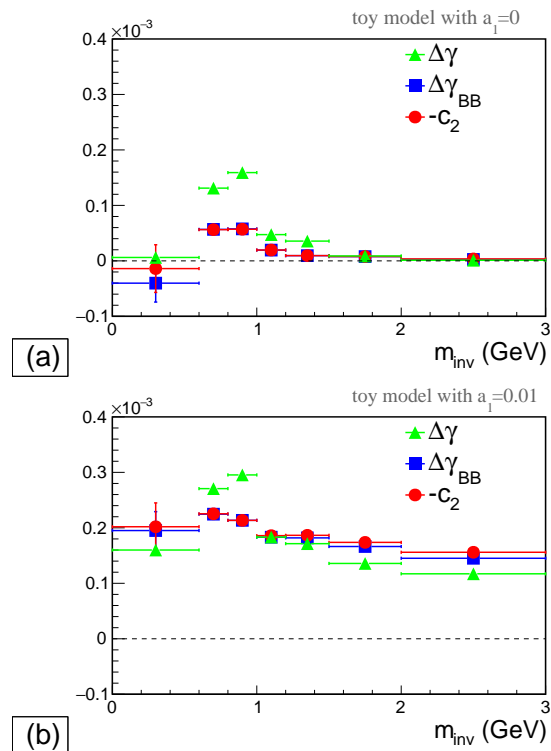 toy model with a₁=0
×10⁻³
0.4
Δγ
0.3
Δγ_BB
-c₂
0.2
0.1
0
−0.1
0 1 2 3
m_inv (GeV)
(a)
toy model with a₁=0.01
×10⁻³
0.4
Δγ
0.3
Δγ_BB
-c₂
0.2
0.1
0
−0.1
0 1 2 3
m_inv (GeV)
(b)